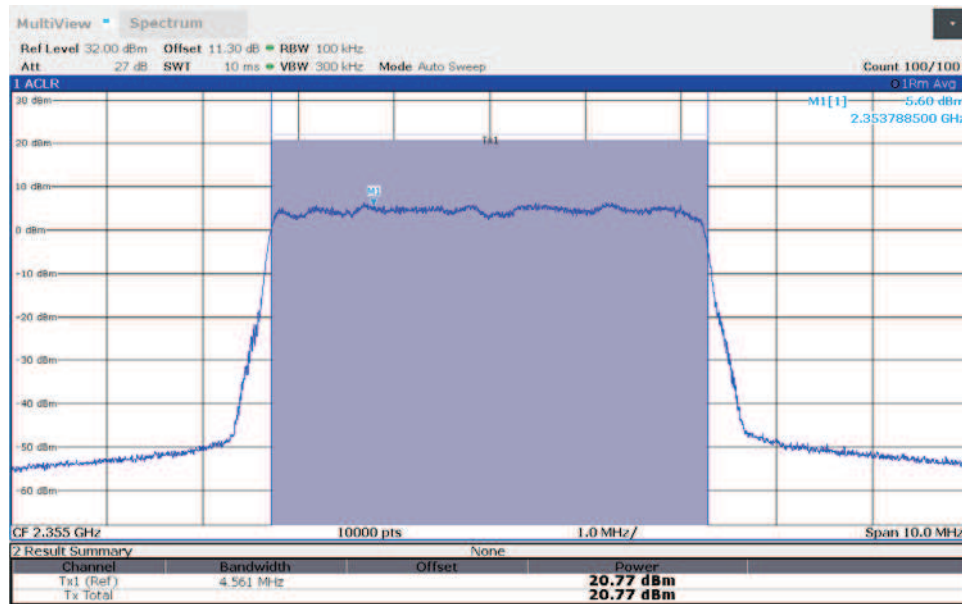 MultiView Spectrum
Ref Level 32.00 dBm Offset 11.30 dB RBW 100 kHz
Att 27 dB SWT 10 ms VBW 300 kHz Mode Auto Sweep Count 100/100
1 ACLR 1Rm Avg
30 dBm M1[1] 5.60 dBm
2.353788500 GHz
20 dBm TX1
10 dBm M1
0 dBm
-10 dBm
-20 dBm
-30 dBm
-40 dBm
-50 dBm
-60 dBm
CF 2.355 GHz 10000 pts 1.0 MHz/ Span 10.0 MHz
2 Result Summary None
Channel Bandwidth Offset Power
Tx1 (Ref) 4.561 MHz 20.77 dBm
Tx Total 20.77 dBm